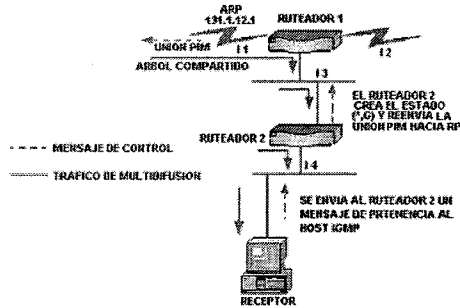 ARP
131.1.12.1
RUTEADOR 1
UNION PIM
I1
I2
ARBOL COMPARTIDO
I3
EL RUTEADOR 2
CREA EL ESTADO
(*,G) Y REENVIA LA
UNION PIM HACIA RP
RUTEADOR 2
MENSAJE DE CONTROL
I4
TRAFICO DE MULTIDIFUSION
SE ENVIA AL RUTEADOR 2 UN
MENSAJE DE PRTENENCIA AL
HOST IGMP
RECEPTOR